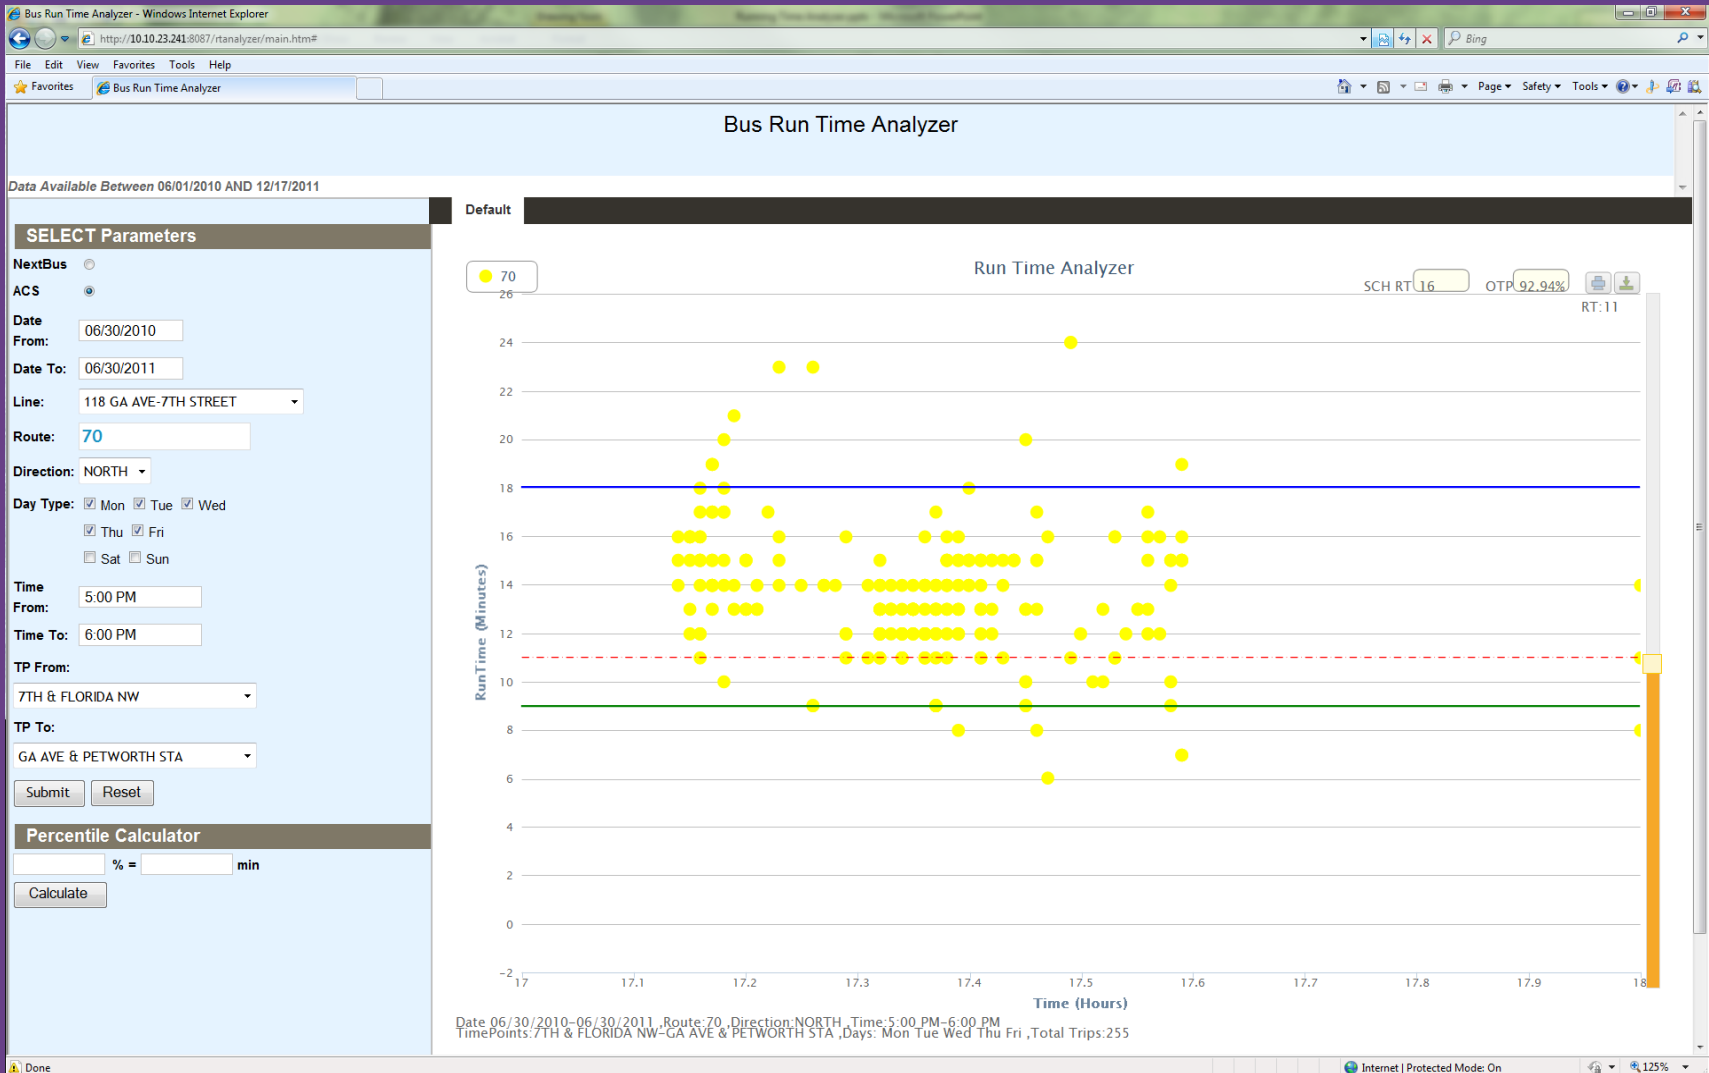 Bus Run Time Analyzer - Windows Internet Explorer
http://10.10.23.241:8087/rtanalyzer/main.htm#
Bing
File Edit View Favorites Tools Help
Favorites
Bus Run Time Analyzer
Page Safety Tools
Bus Run Time Analyzer
Data Available Between 06/01/2010 AND 12/17/2011
Default
SELECT Parameters
NextBus
ACS
Date From: 06/30/2010
Date To: 06/30/2011
Line: 118 GA AVE-7TH STREET
Route: 70
Direction: NORTH
Day Type: Mon Tue Wed
Thu Fri
Sat Sun
Time From: 5:00 PM
Time To: 6:00 PM
TP From:
7TH & FLORIDA NW
TP To:
GA AVE & PETWORTH STA
Submit Reset
Percentile Calculator
% = min
Calculate
70
Run Time Analyzer
SCH RT 16 OTP 92.94%
RT:11
26
24
22
20
18
16
14
12
10
8
6
4
2
0
-2
RunTime (Minutes)
17 17.1 17.2 17.3 17.4 17.5 17.6 17.7 17.8 17.9 18
Time (Hours)
Date 06/30/2010-06/30/2011 ,Route:70 ,Direction:NORTH ,Time:5:00 PM-6:00 PM
TimePoints:7TH & FLORIDA NW-GA AVE & PETWORTH STA ,Days: Mon Tue Wed Thu Fri ,Total Trips:255
Done
Internet | Protected Mode: On
125%